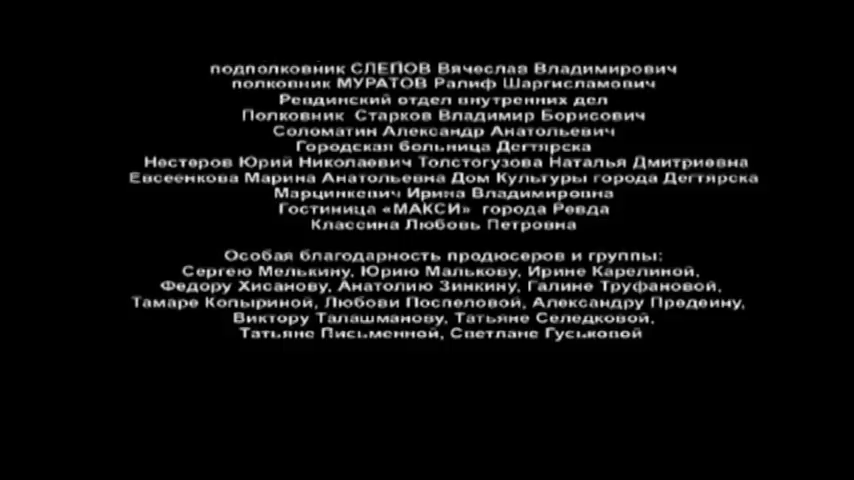 подполковник СЛЕПОВ Вячеслав Владимирович
полковник МУРАТОВ Ралиф Шаргисламович
Ревдинский отдел внутренних дел
Полковник Старков Владимир Борисович
Соломатин Александр Анатольевич
Городская больница Дегтярска
Нестеров Юрий Николаевич Толстогузова Наталья Дмитриевна
Евсеенкова Марина Анатольевна Дом Культуры города Дегтярска
Марцинкевич Ирина Владимировна
Гостиница «МАКСИ» города Ревда
Классина Любовь Петровна
Особая благодарность продюсеров и группы:
Сергею Мелькину, Юрию Малькову, Ирине Карелиной,
Федору Хисанову, Анатолию Зинкину, Галине Труфановой,
Тамаре Копыриной, Любови Поспеловой, Александру Предеину,
Виктору Талашманову, Татьяне Селедковой,
Татьяне Письменной, Светлане Гуськовой